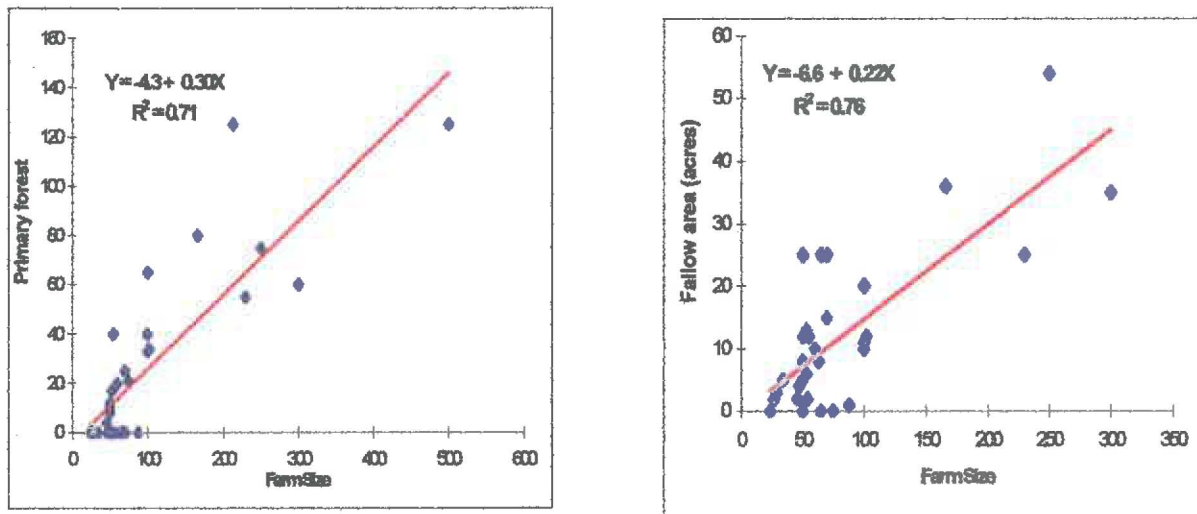 160
140
120
100
80
60
40
20
0
Primary forest
Y=-4.3 + 0.30X
R²=0.71
0 100 200 300 400 500 600
FarmSize
60
50
40
30
20
10
0
Fallow area (acres)
Y=-6.6 + 0.22X
R²=0.76
0 50 100 150 200 250 300 350
FarmSize